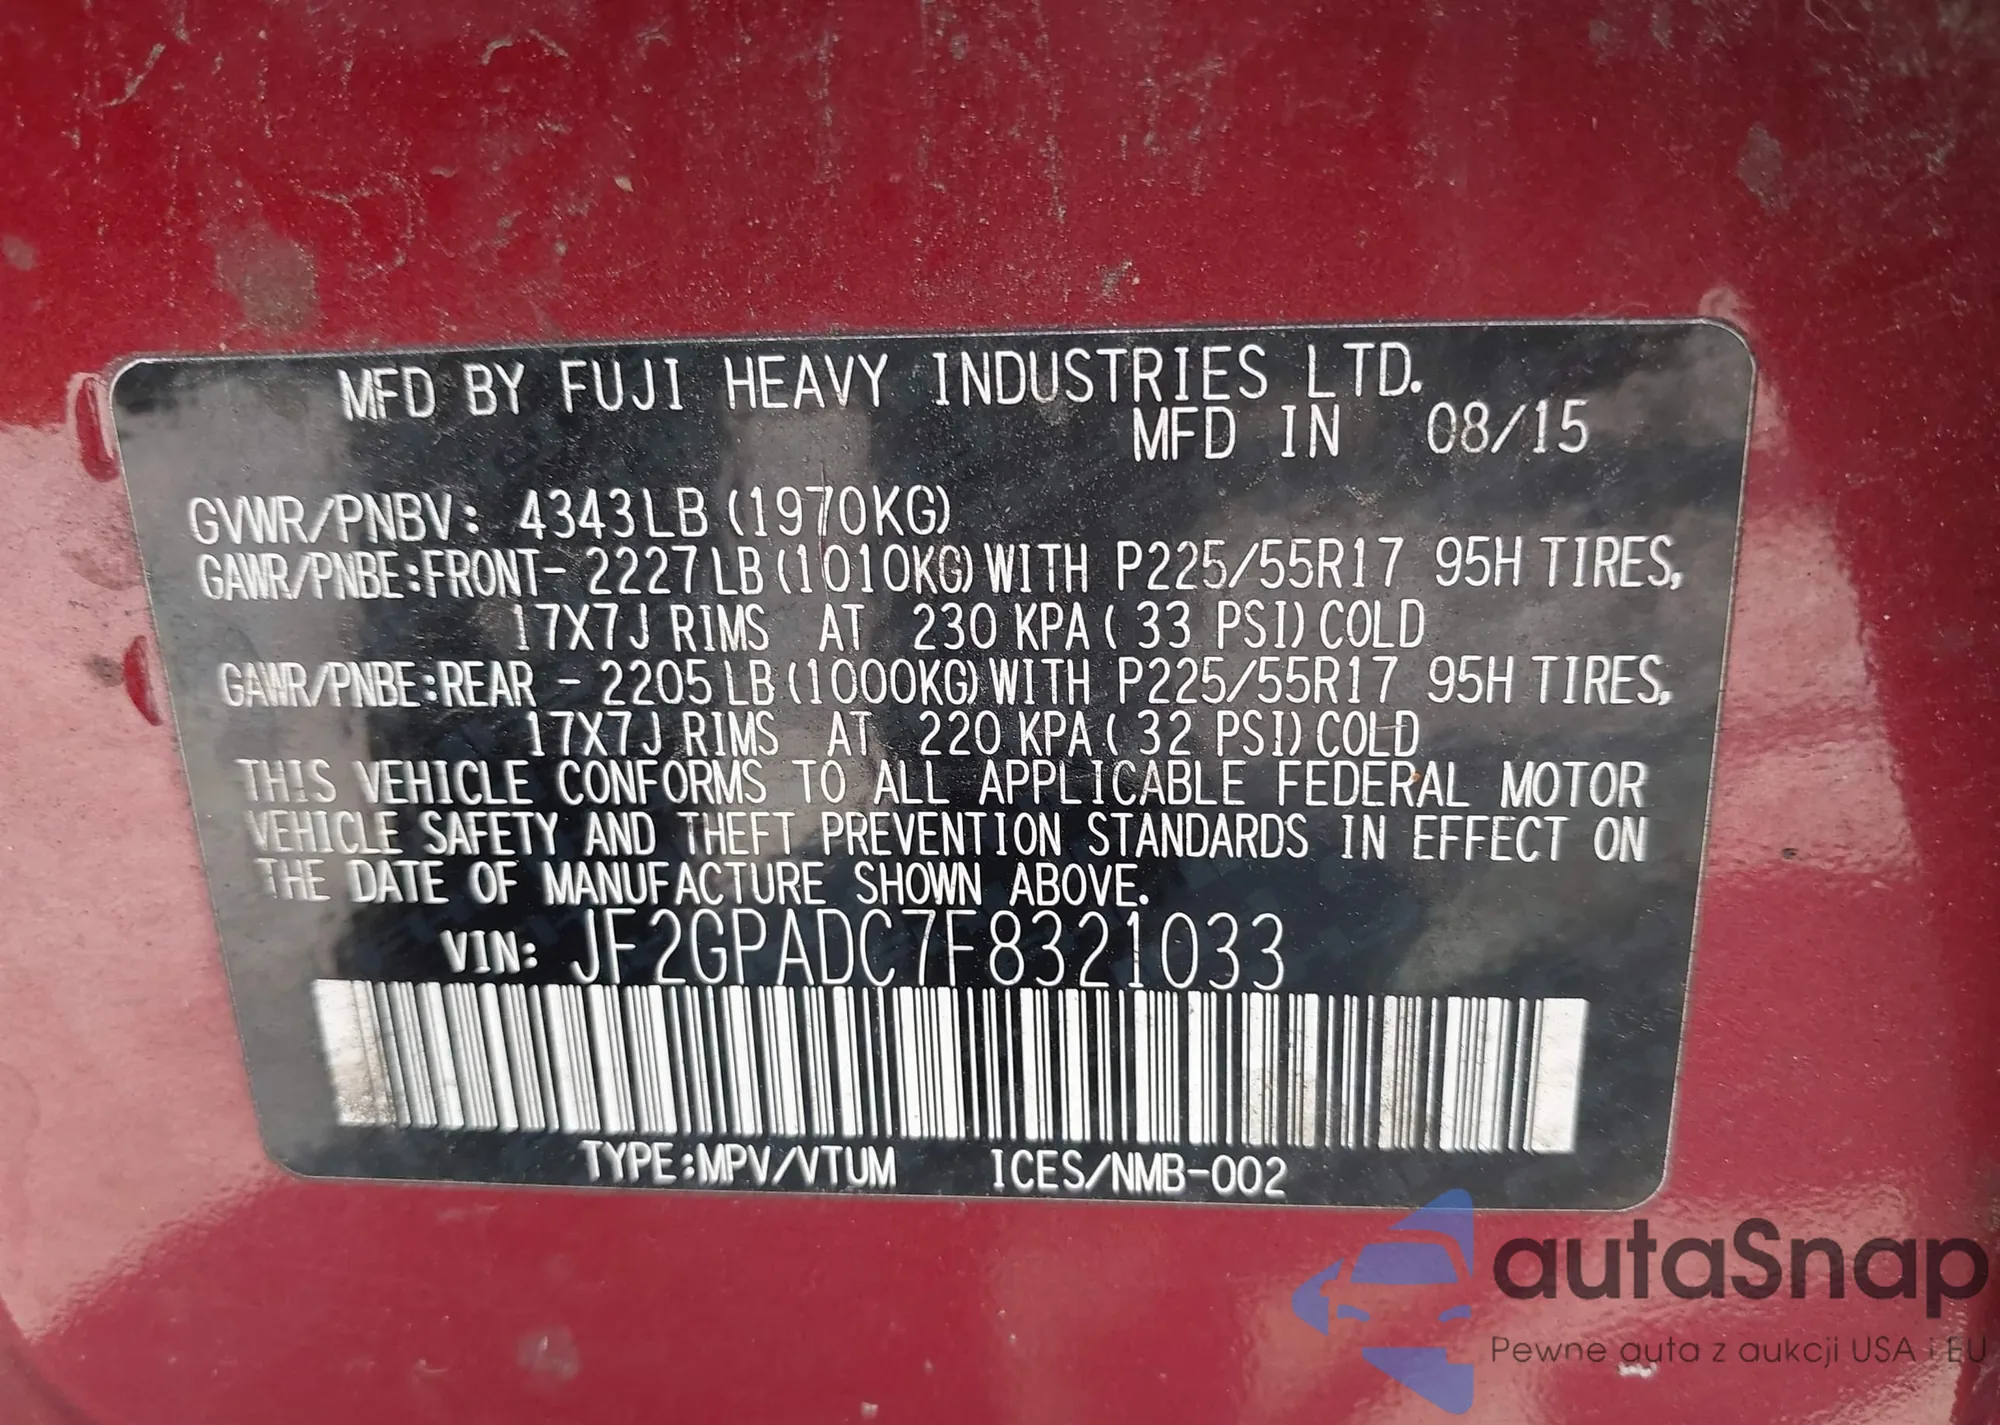 MFD BY FUJI HEAVY INDUSTRIES LTD.
MFD IN 08/15
GVWR/PNBV: 4343LB (1970KG)
GAWR/PNBE:FRONT- 2227LB (1010KG) WITH P225/55R17 95H TIRES,
17X7J RIMS AT 230 KPA ( 33 PSI) COLD
GAWR/PNBE:REAR - 2205LB (1000KG) WITH P225/55R17 95H TIRES,
17X7J RIMS AT 220 KPA ( 32 PSI) COLD
THIS VEHICLE CONFORMS TO ALL APPLICABLE FEDERAL MOTOR
VEHICLE SAFETY AND THEFT PREVENTION STANDARDS IN EFFECT ON
THE DATE OF MANUFACTURE SHOWN ABOVE.
VIN: JF2GPADC7F8321033
TYPE:MPV/VTUM ICES/NMB-002
autaSnap
Pewne auta z aukcji USA i EU